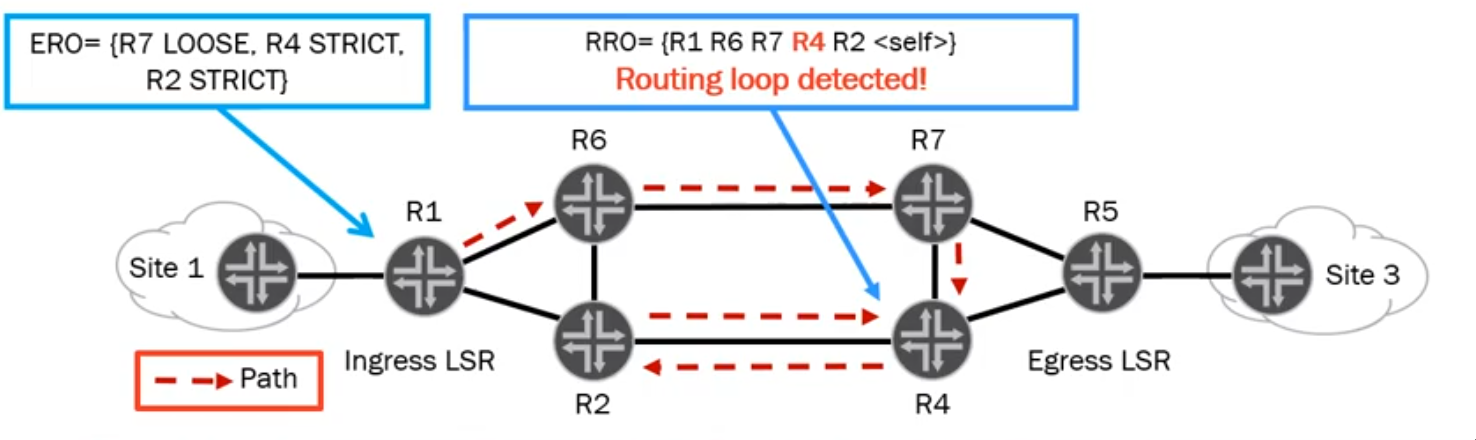 ERO= {R7 LOOSE, R4 STRICT,
R2 STRICT}
RRO= {R1 R6 R7 R4 R2 <self>}
Routing loop detected!
R6
R7
R1
R5
Site 1
Site 3
Ingress LSR
Egress LSR
Path
R2
R4